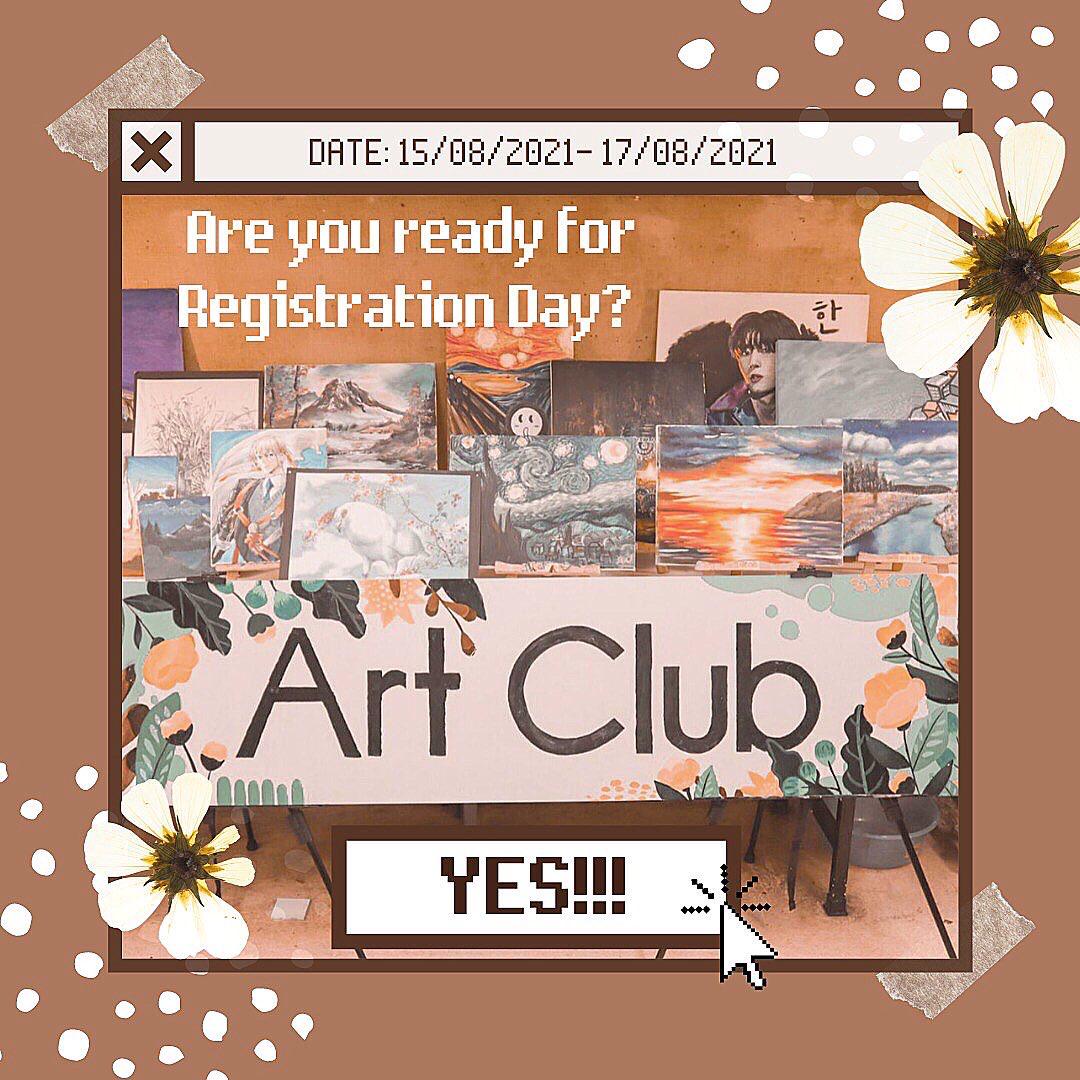 DATE: 15/08/2021- 17/08/2021
Are you ready for
Registration Day?
한
Art Club
YES!!!